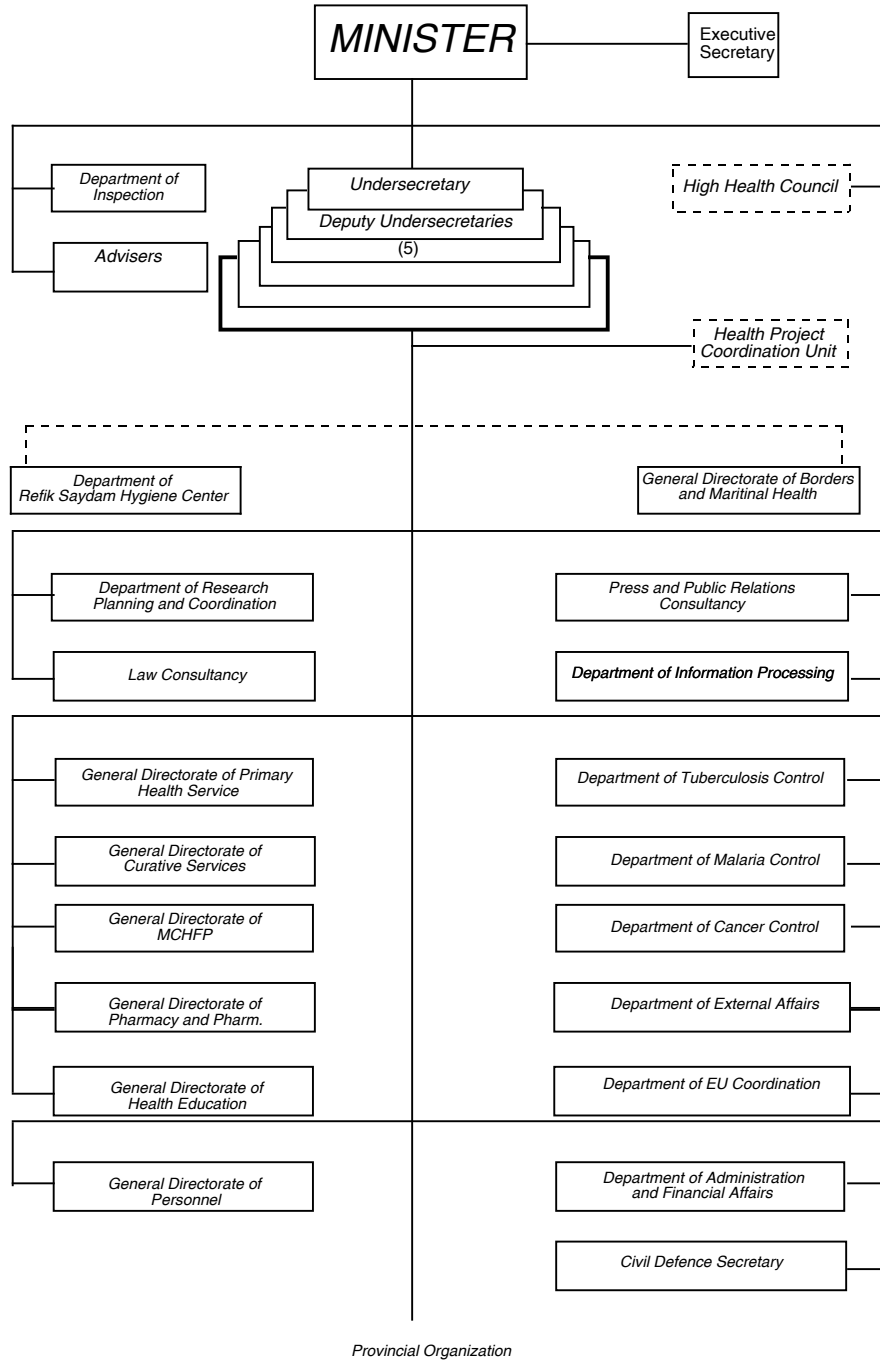 MINISTER
Executive
Secretary
Department of
Inspection
Undersecretary
High Health Council
Deputy Undersecretaries
(5)
Advisers
Health Project
Coordination Unit
Department of
Refik Saydam Hygiene Center
General Directorate of Borders
and Maritinal Health
Department of Research
Planning and Coordination
Press and Public Relations
Consultancy
Law Consultancy
Department of Information Processing
General Directorate of Primary
Health Service
Department of Tuberculosis Control
General Directorate of
Curative Services
Department of Malaria Control
General Directorate of
MCHFP
Department of Cancer Control
General Directorate of
Pharmacy and Pharm.
Department of External Affairs
General Directorate of
Health Education
Department of EU Coordination
General Directorate of
Personnel
Department of Administration
and Financial Affairs
Civil Defence Secretary
Provincial Organization